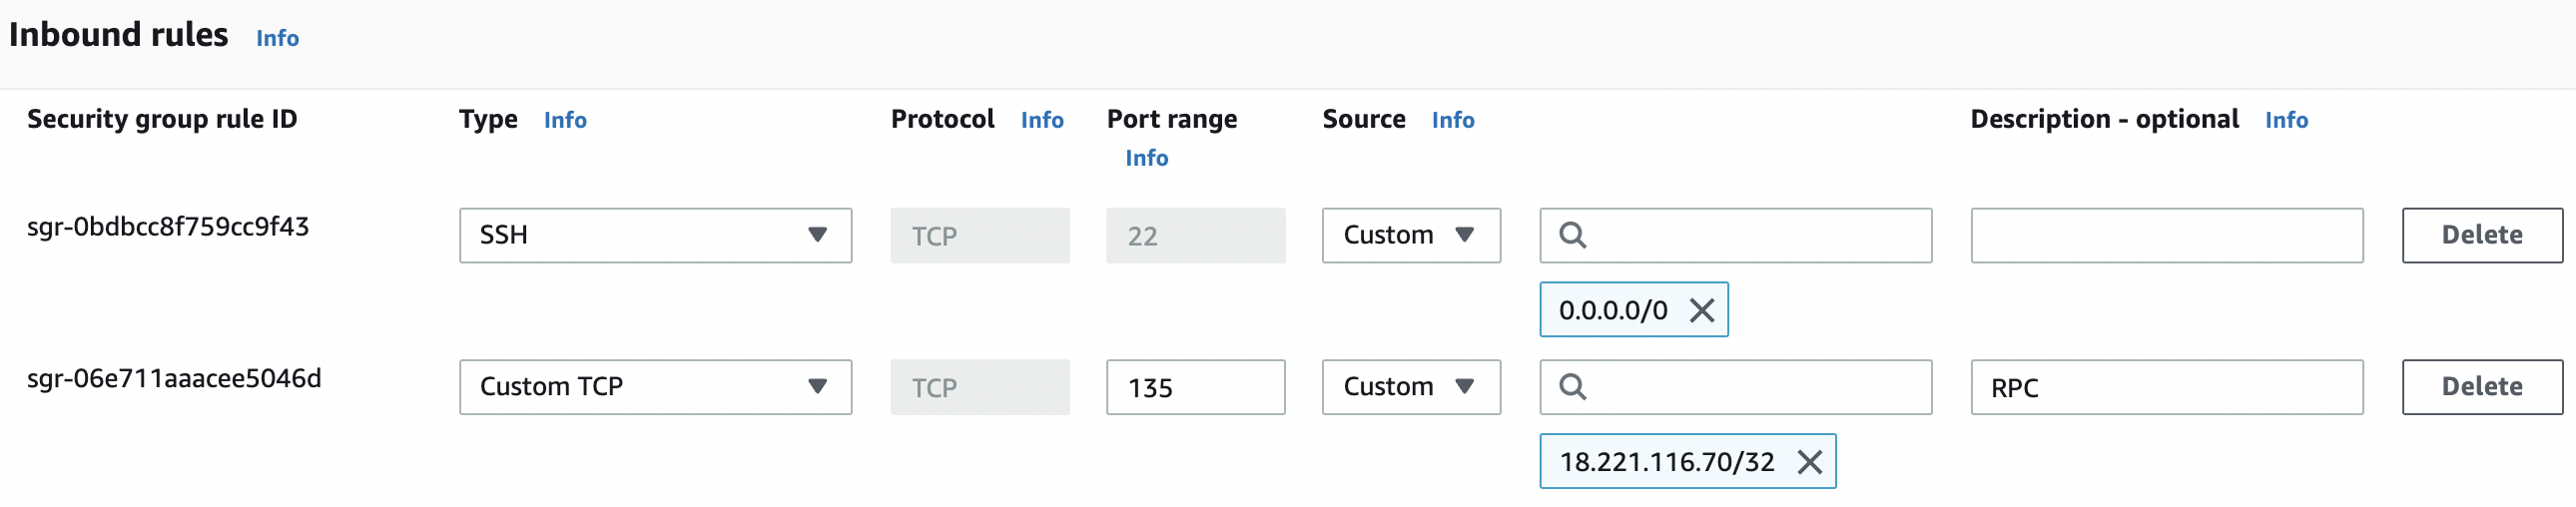 Inbound rules Info
Security group rule ID Type Info Protocol Info Port range Info Source Info Description - optional Info
sgr-0bdbcc8f759cc9f43 SSH TCP 22 Custom Delete
0.0.0.0/0
sgr-06e711aaacee5046d Custom TCP TCP 135 Custom RPC Delete
18.221.116.70/32